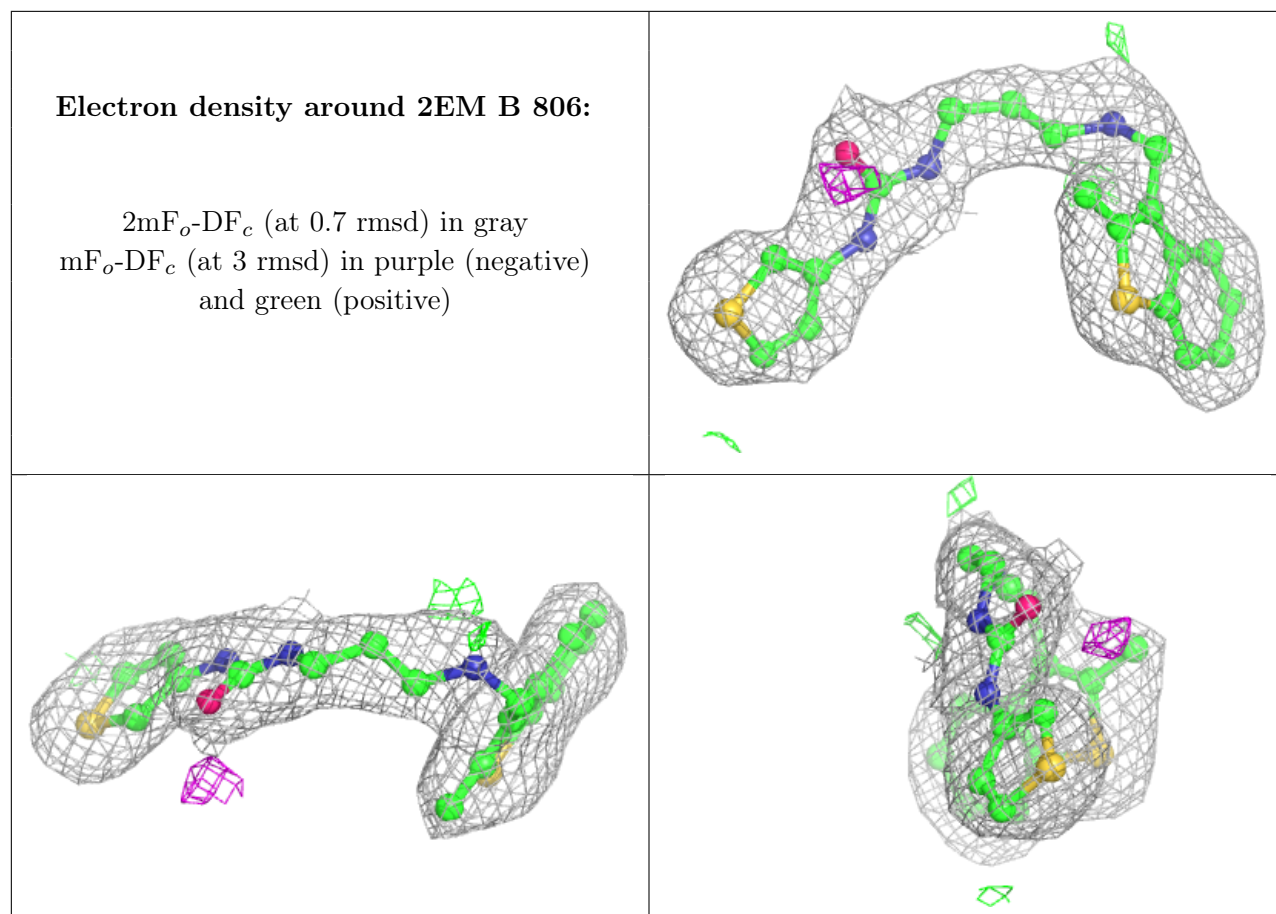 Electron density around 2EM B 806:
2mFₒ-DF𝒸 (at 0.7 rmsd) in gray
mFₒ-DF𝒸 (at 3 rmsd) in purple (negative)
and green (positive)